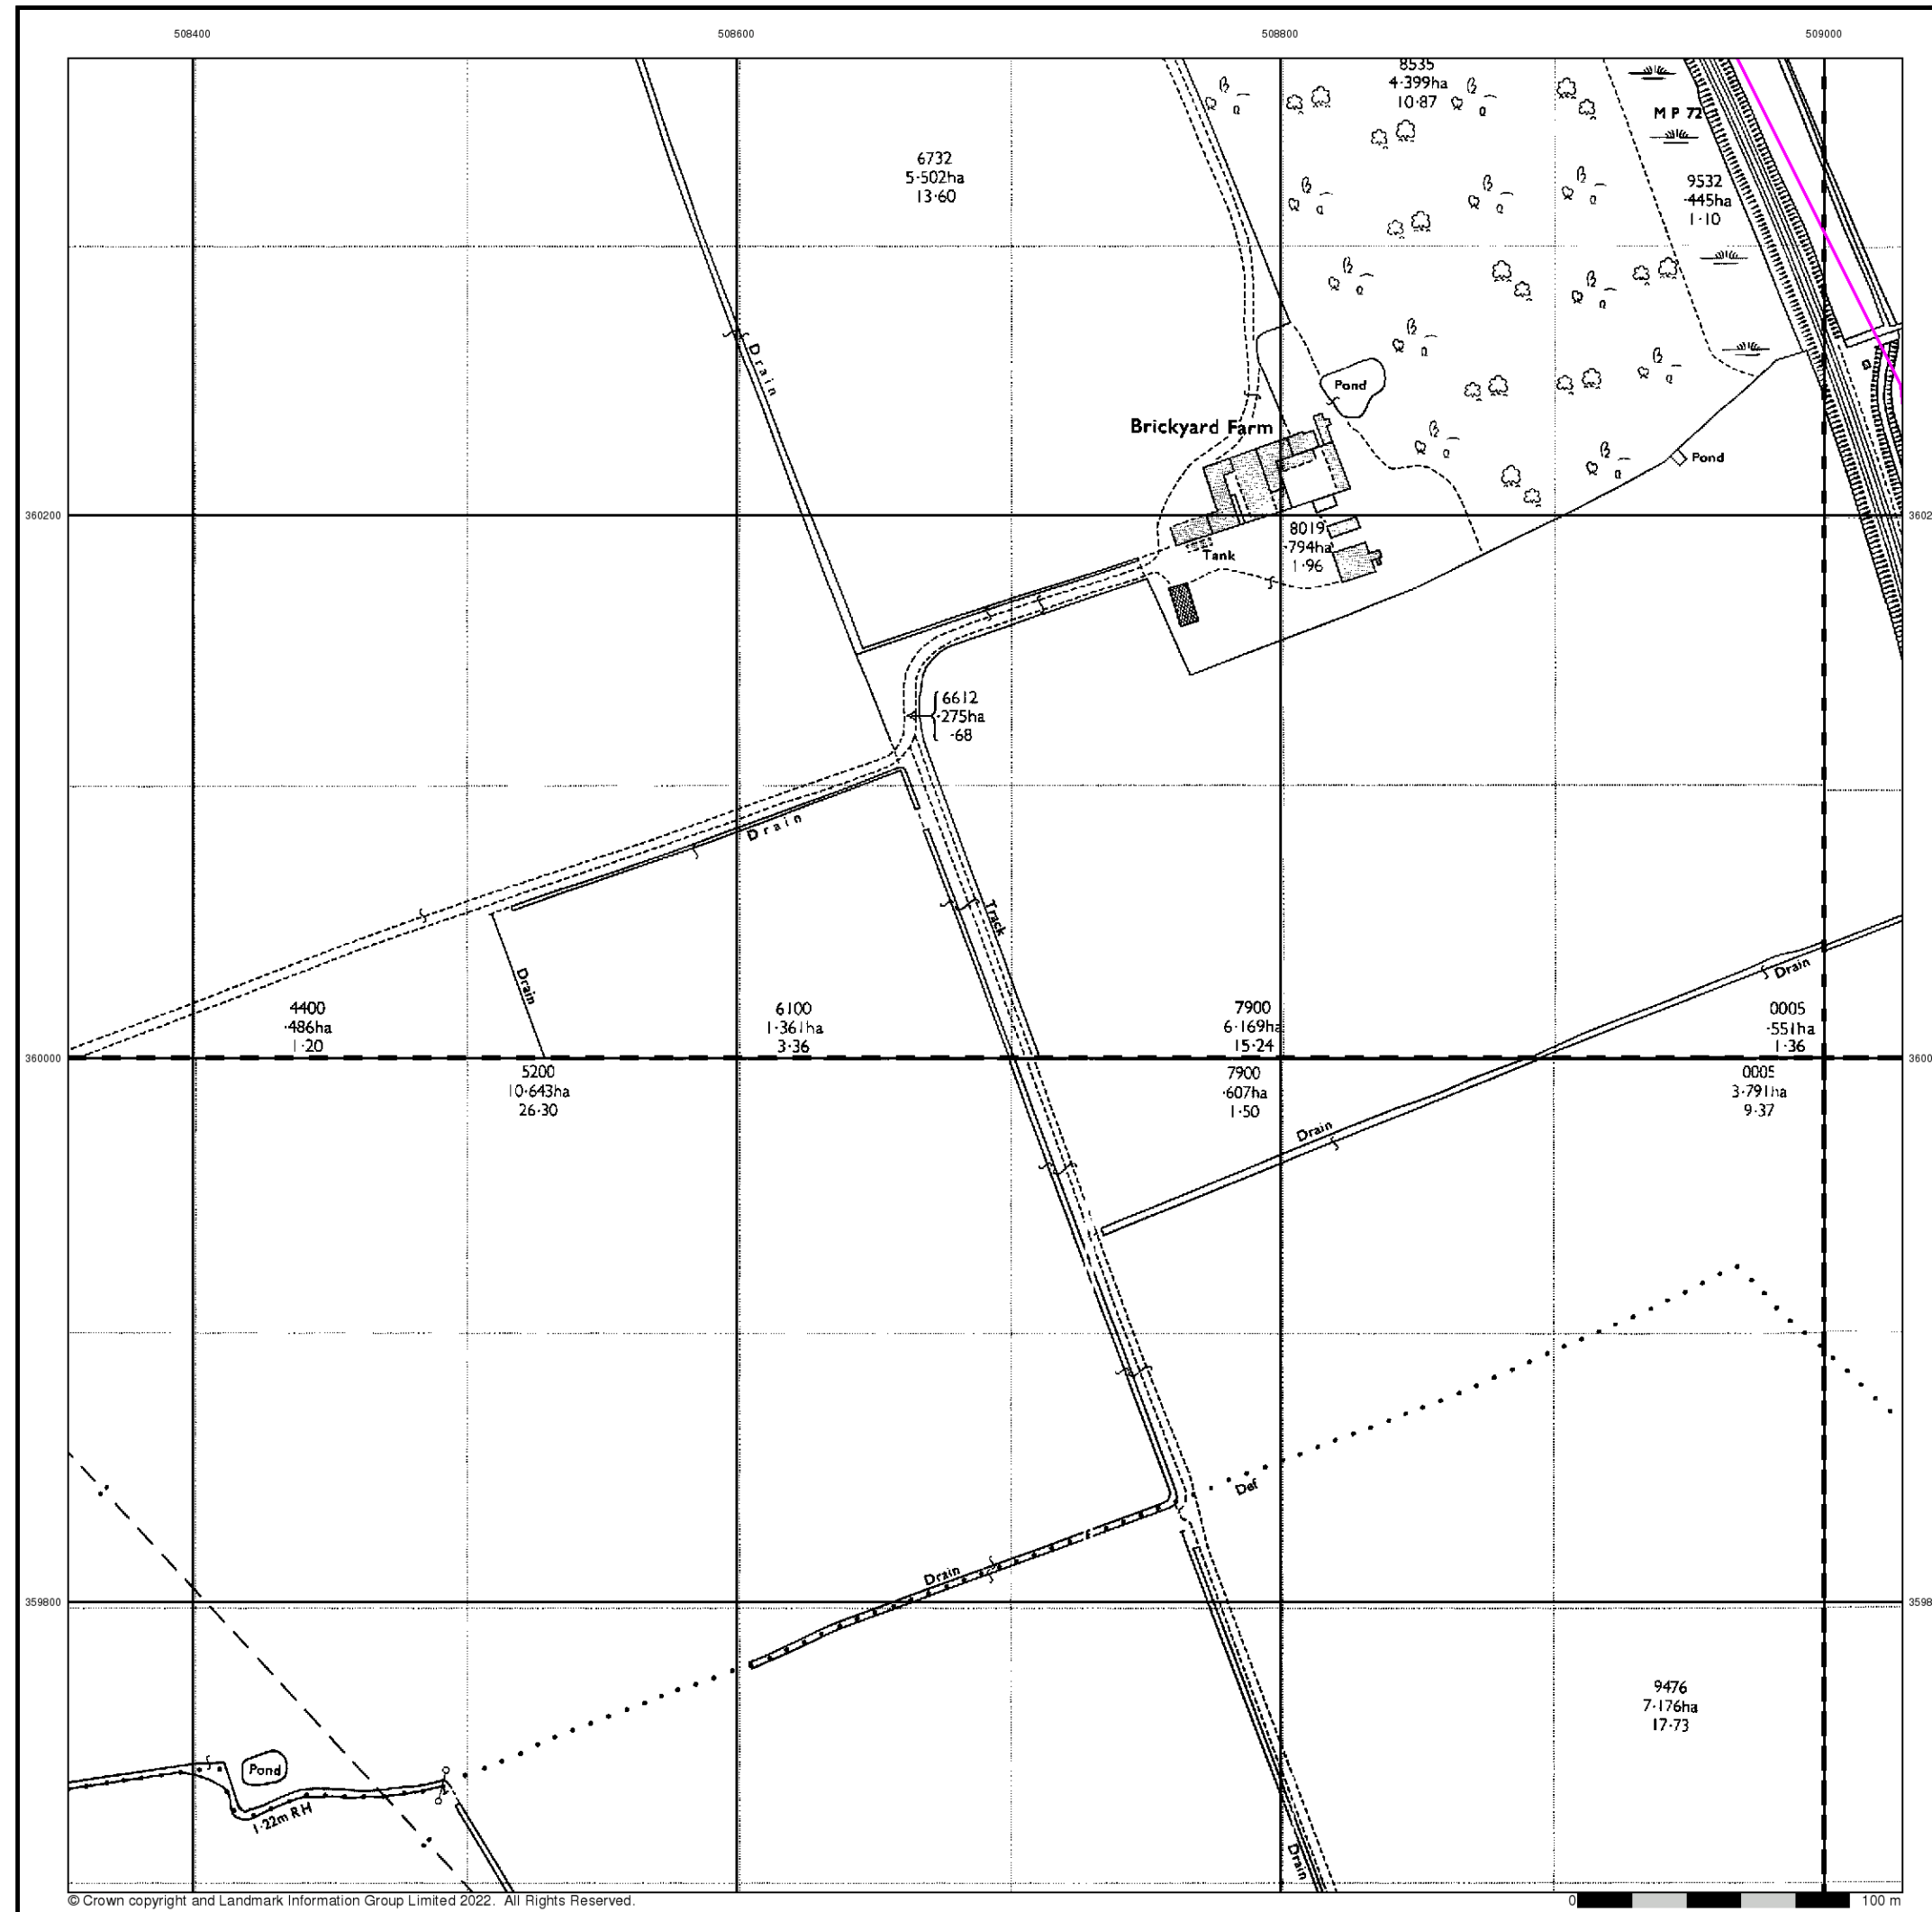 508400
508600
508800
509000
8535
4·399ha
10·87
M P 72
6732
5·502ha
13·60
9532
·445ha
1·10
Drain
Pond
Brickyard Farm
Pond
360200
3602
8019
·794ha
1·96
Tank
6612
·275ha
·68
Drain
Track
Drain
Drain
4400
·486ha
1·20
6100
1·361ha
3·36
7900
6·169ha
15·24
0005
·551ha
1·36
360000
3600
5200
10·643ha
26·30
7900
·607ha
1·50
0005
3·791ha
9·37
Drain
Def
Drain
359800
3598
9476
7·176ha
17·73
Pond
1·22m RH
Drain
© Crown copyright and Landmark Information Group Limited 2022. All Rights Reserved.
0
100 m